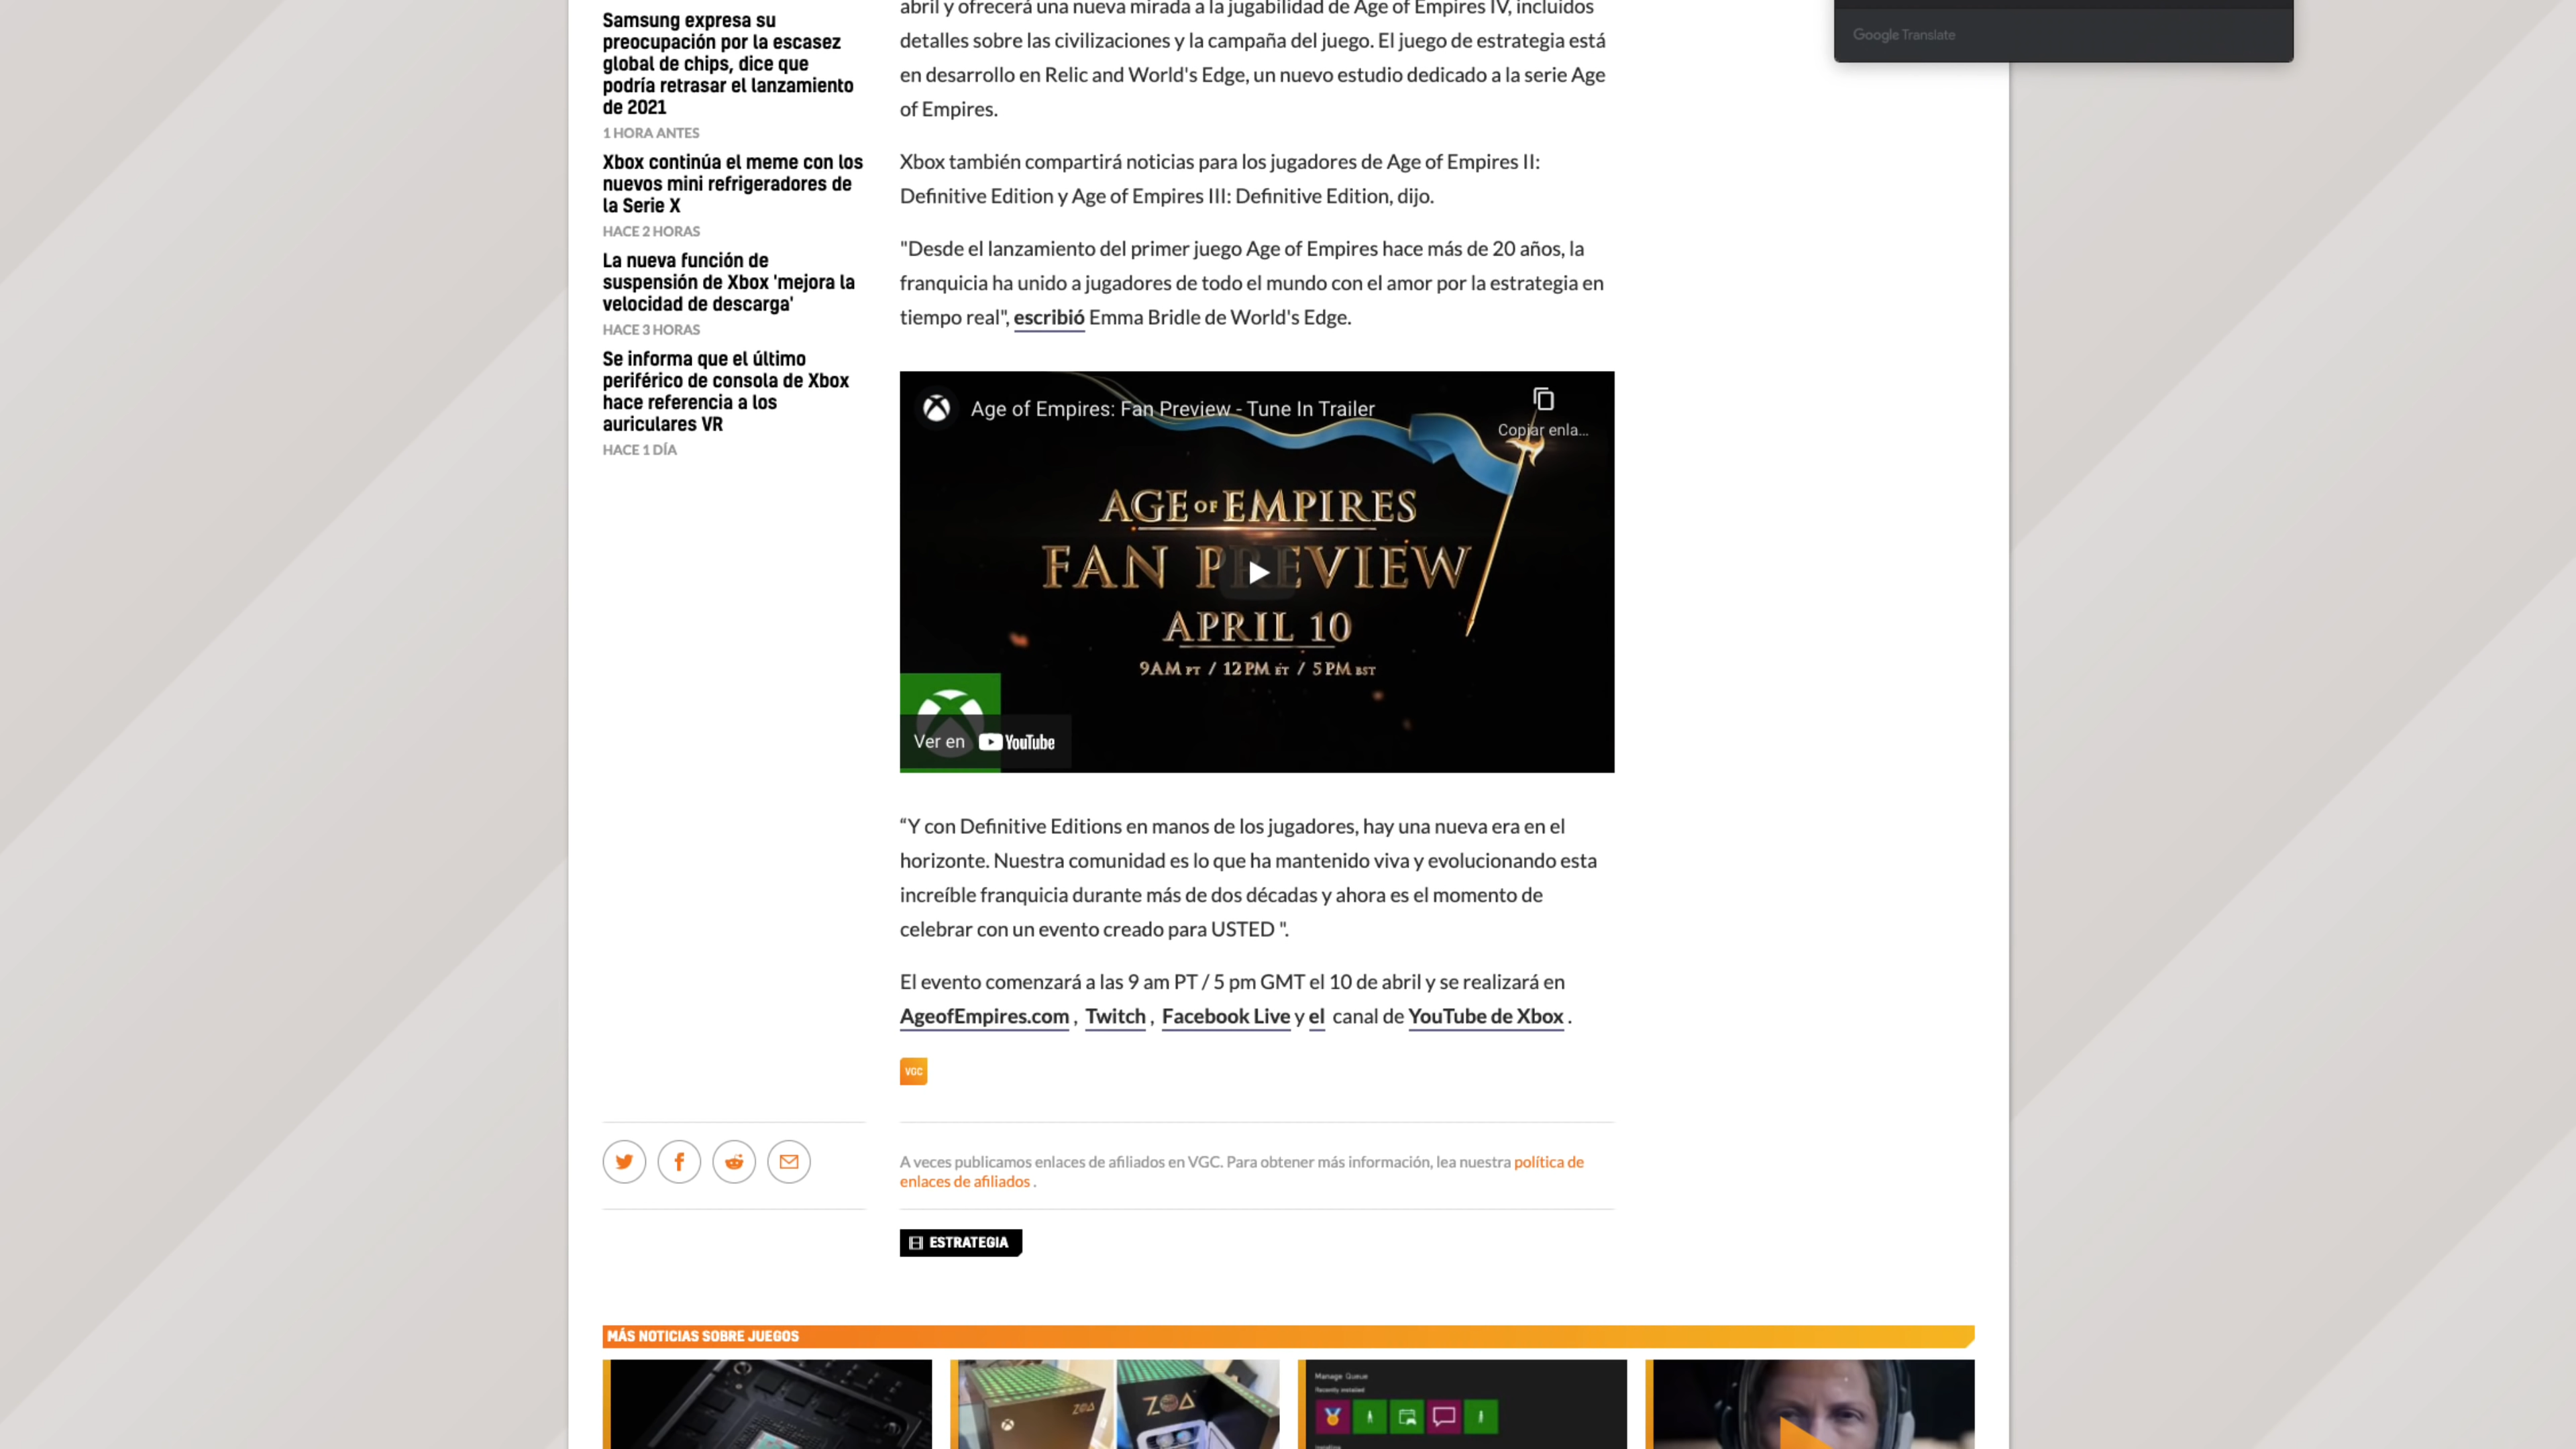 Samsung expresa su
preocupación por la escasez
global de chips, dice que
podría retrasar el lanzamiento
de 2021
1 HORA ANTES
Xbox continúa el meme con los
nuevos mini refrigeradores de
la Serie X
HACE 2 HORAS
La nueva función de
suspensión de Xbox 'mejora la
velocidad de descarga'
HACE 3 HORAS
Se informa que el último
periférico de consola de Xbox
hace referencia a los
auriculares VR
HACE 1 DÍA
abril y ofrecerá una nueva mirada a la jugabilidad de Age of Empires IV, incluidos
detalles sobre las civilizaciones y la campaña del juego. El juego de estrategia está
en desarrollo en Relic and World's Edge, un nuevo estudio dedicado a la serie Age
of Empires.
Xbox también compartirá noticias para los jugadores de Age of Empires II:
Definitive Edition y Age of Empires III: Definitive Edition, dijo.
"Desde el lanzamiento del primer juego Age of Empires hace más de 20 años, la
franquicia ha unido a jugadores de todo el mundo con el amor por la estrategia en
tiempo real", escribió Emma Bridle de World's Edge.
Age of Empires: Fan Preview - Tune In Trailer
Copiar enla...
AGE OF EMPIRES
FAN PREVIEW
APRIL 10
9AM PT / 12PM ET / 5PM BST
Ver en YouTube
“Y con Definitive Editions en manos de los jugadores, hay una nueva era en el
horizonte. Nuestra comunidad es lo que ha mantenido viva y evolucionando esta
increíble franquicia durante más de dos décadas y ahora es el momento de
celebrar con un evento creado para USTED ".
El evento comenzará a las 9 am PT / 5 pm GMT el 10 de abril y se realizará en
AgeofEmpires.com , Twitch , Facebook Live y el canal de YouTube de Xbox .
VGC
A veces publicamos enlaces de afiliados en VGC. Para obtener más información, lea nuestra política de
enlaces de afiliados .
ESTRATEGIA
MÁS NOTICIAS SOBRE JUEGOS
ZOA
ZOA
Manage Queue
Recently installed
Google Translate